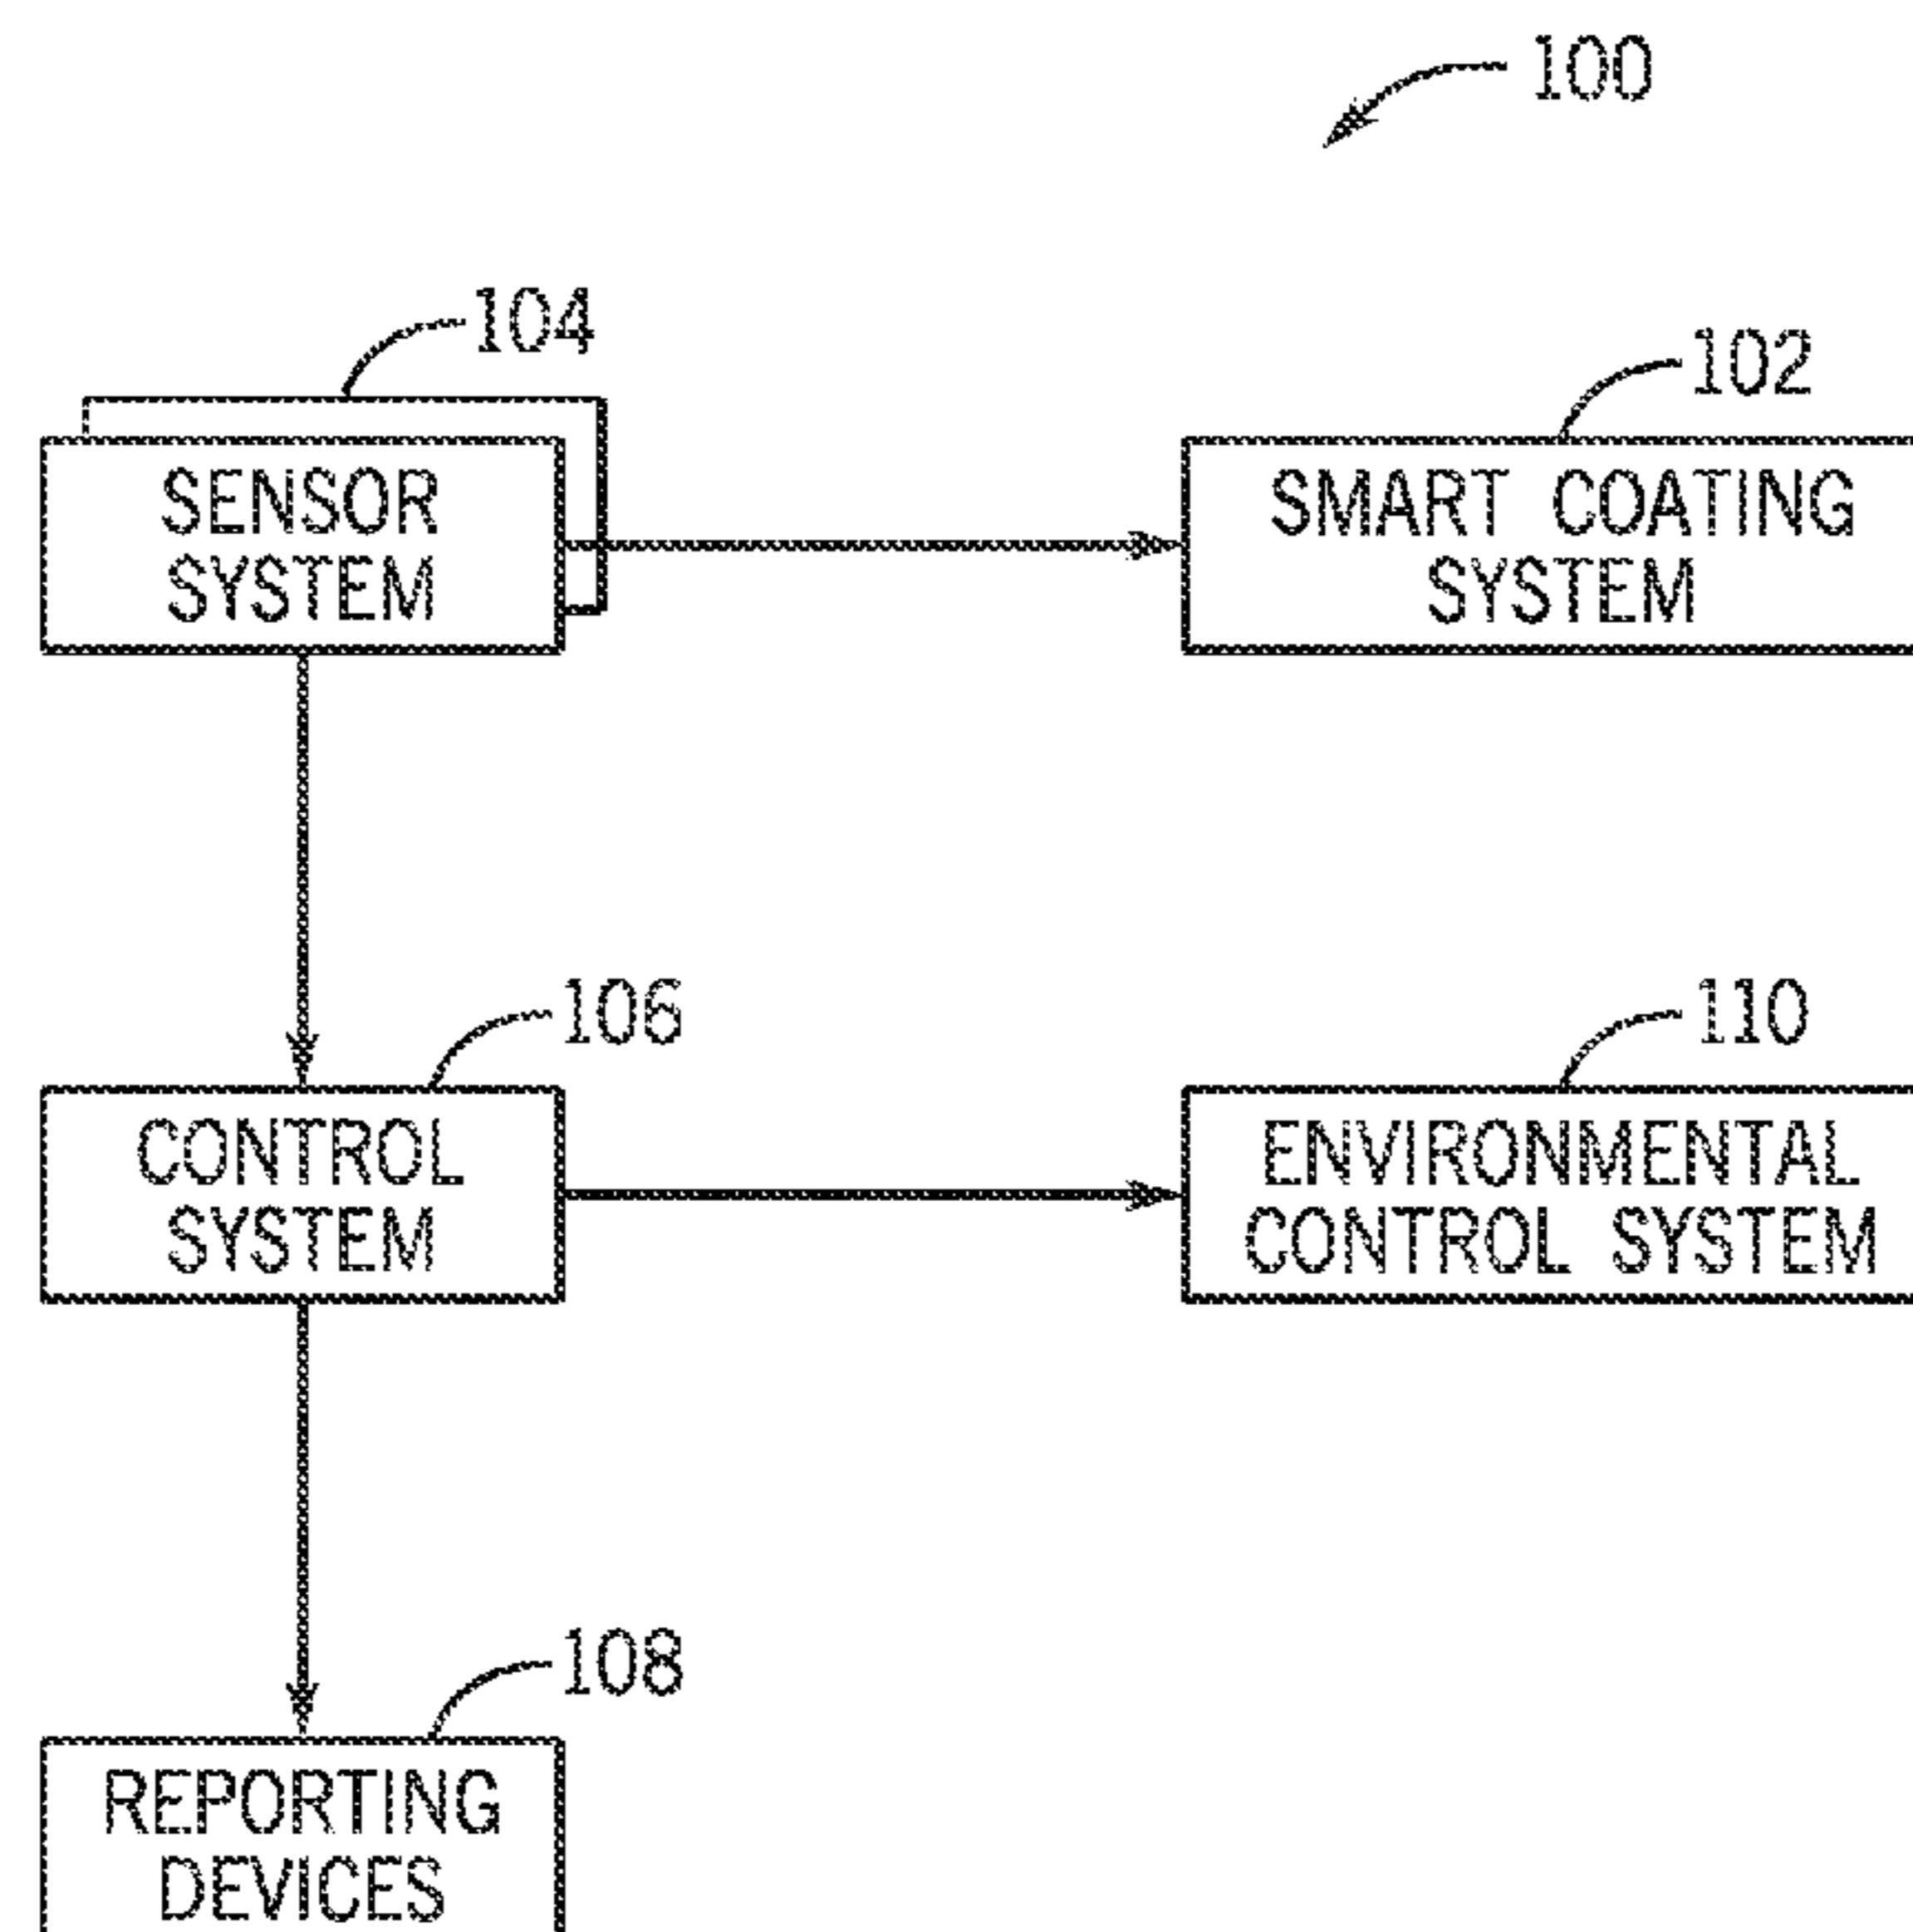 100
104
102
SENSOR
SYSTEM
SMART COATING
SYSTEM
106
110
CONTROL
SYSTEM
ENVIRONMENTAL
CONTROL SYSTEM
108
REPORTING
DEVICES